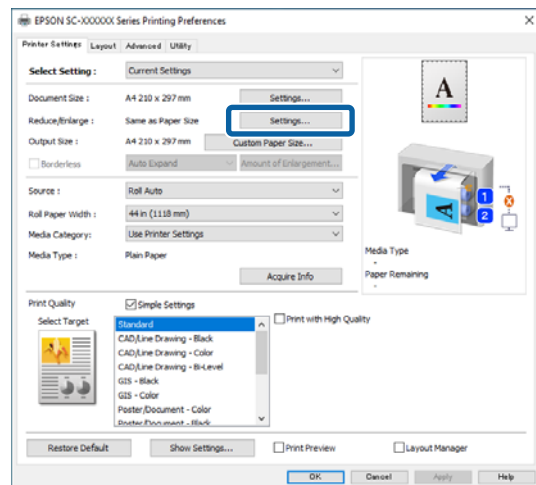 EPSON SC-XXXXXX Series Printing Preferences
Printer Settings Layout Advanced Utility
Select Setting : Current Settings
Document Size : A4 210 x 297 mm Settings...
Reduce/Enlarge : Same as Paper Size Settings...
Output Size : A4 210 x 297 mm Custom Paper Size...
Borderless Auto Expand Amount of Enlargement...
Source : Roll Auto
Roll Paper Width : 44 in (1118 mm)
Media Category: Use Printer Settings
Media Type : Plain Paper
Acquire Info
A
A
1
2
Media Type
-
Paper Remaining
-
Print Quality Simple Settings
Select Target
Standard
CAD/Line Drawing - Black
CAD/Line Drawing - Color
CAD/Line Drawing - Bi-Level
GIS - Black
GIS - Color
Poster/Document - Color
Poster/Document - Black
Print with High Quality
Restore Default Show Settings... Print Preview Layout Manager
OK Cancel Apply Help